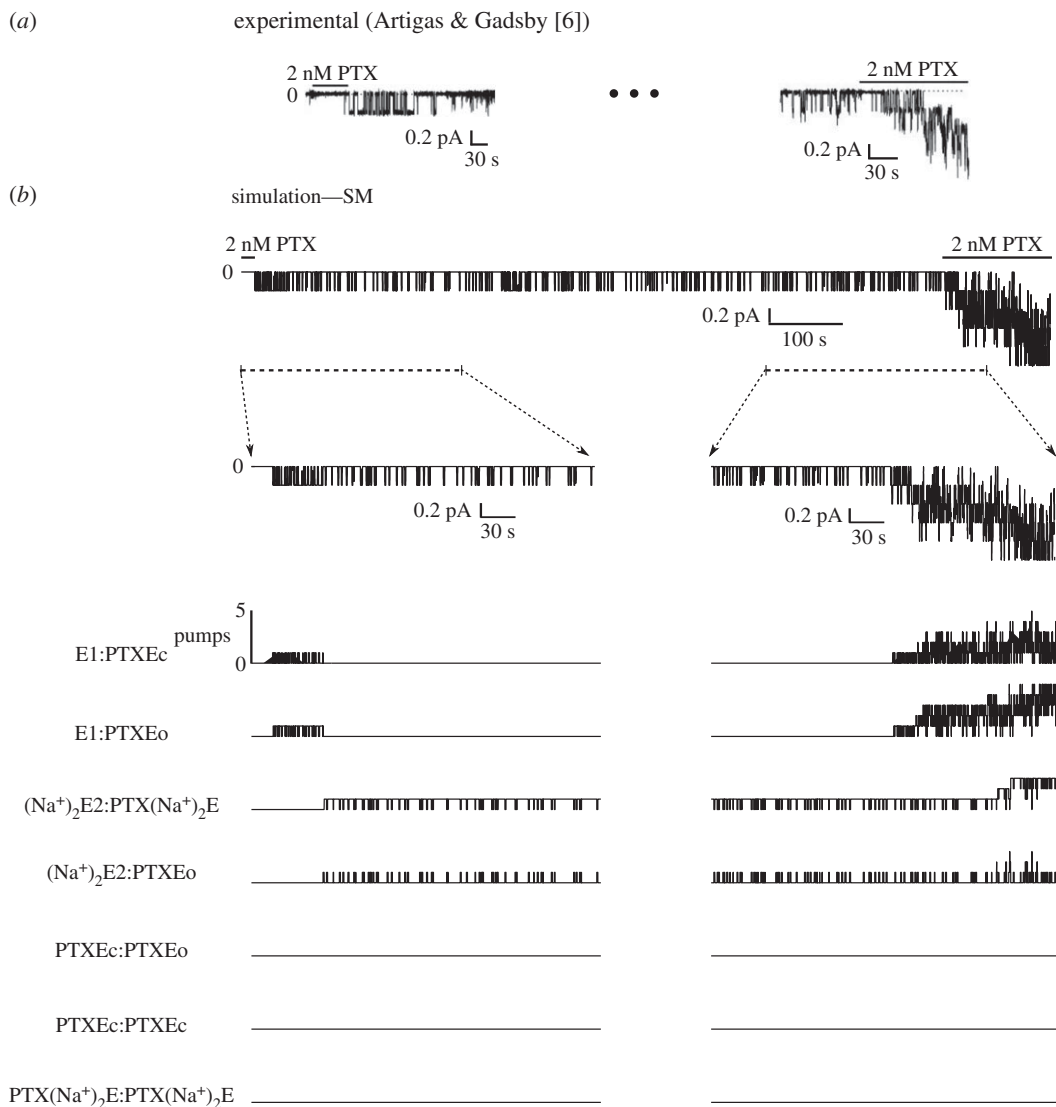 (a) experimental (Artigas & Gadsby [6])
2 nM PTX 2 nM PTX
0
0.2 pA 0.2 pA
30 s 30 s
(b) simulation—SM
2 nM PTX 2 nM PTX
0
0.2 pA
100 s
0
0.2 pA 0.2 pA
30 s 30 s
5
pumps
E1:PTXEc
0
E1:PTXEo
(Na⁺)₂E2:PTX(Na⁺)₂E
(Na⁺)₂E2:PTXEo
PTXEc:PTXEo
PTXEc:PTXEc
PTX(Na⁺)₂E:PTX(Na⁺)₂E